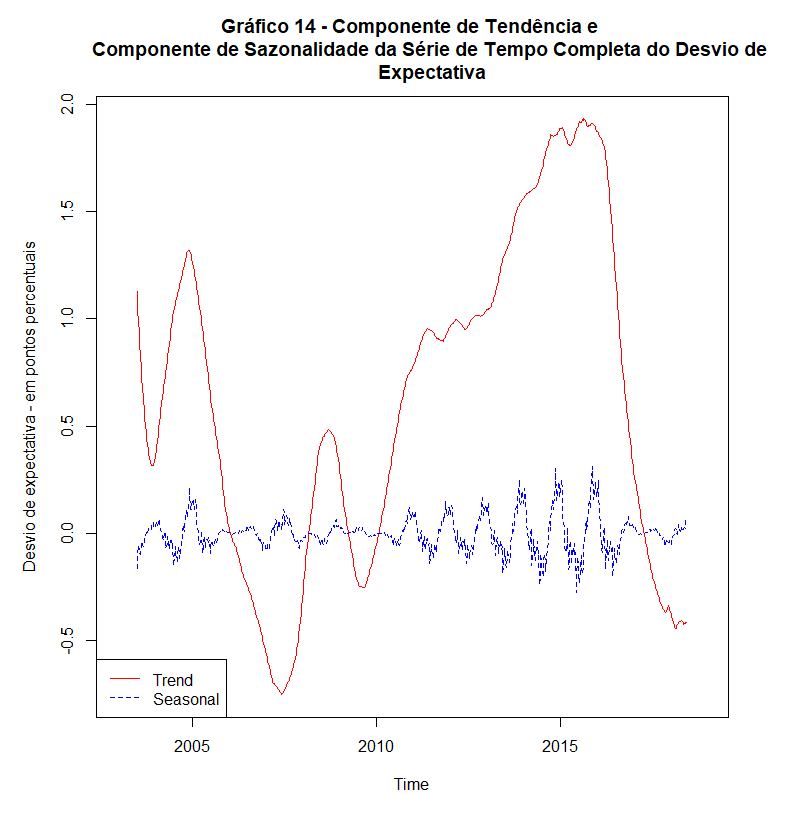 Gráfico 14 - Componente de Tendência e
Componente de Sazonalidade da Série de Tempo Completa do Desvio de
Expectativa
Desvio de expectativa - em pontos percentuais
2.0
1.5
1.0
0.5
0.0
-0.5
Trend
Seasonal
2005
2010
2015
Time